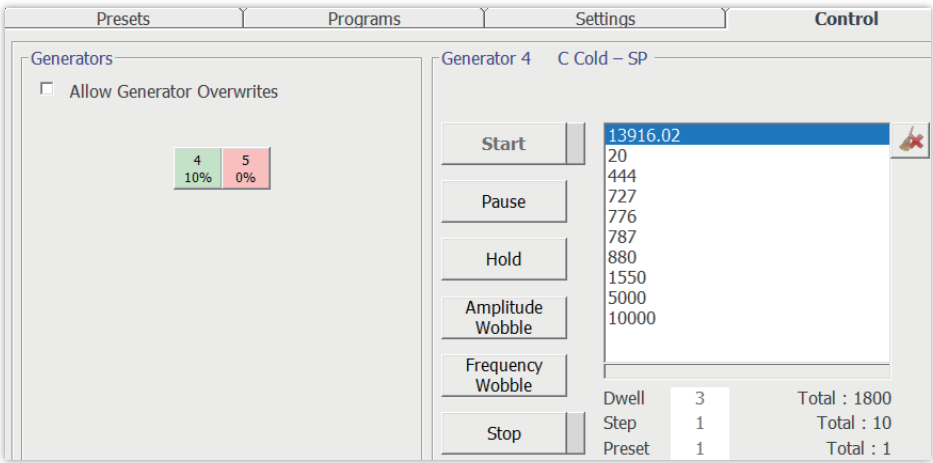 Presets Programs Settings Control
Generators
Allow Generator Overwrites
4 5
10% 0%
Generator 4 C Cold – SP
Start
Pause
Hold
Amplitude
Wobble
Frequency
Wobble
Stop
13916.02
20
444
727
776
787
880
1550
5000
10000
Dwell 3 Total : 1800
Step 1 Total : 10
Preset 1 Total : 1